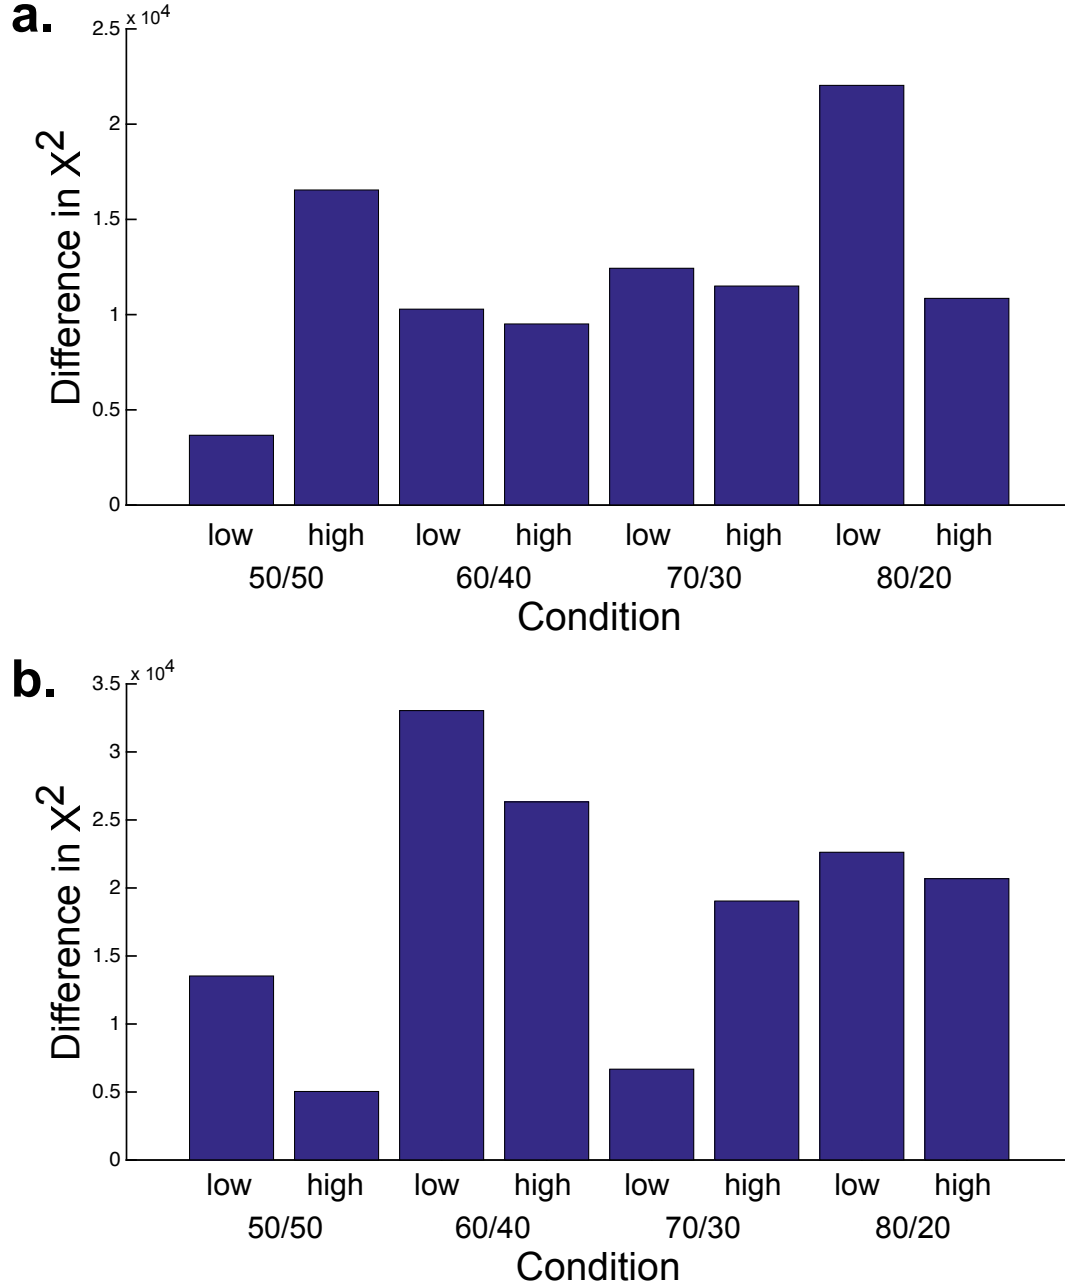 a.
x 10^4
2.5
2
1.5
1
0.5
0
Difference in X^2
low high low high low high low high
50/50 60/40 70/30 80/20
Condition
b.
x 10^4
3.5
3
2.5
2
1.5
1
0.5
0
Difference in X^2
low high low high low high low high
50/50 60/40 70/30 80/20
Condition